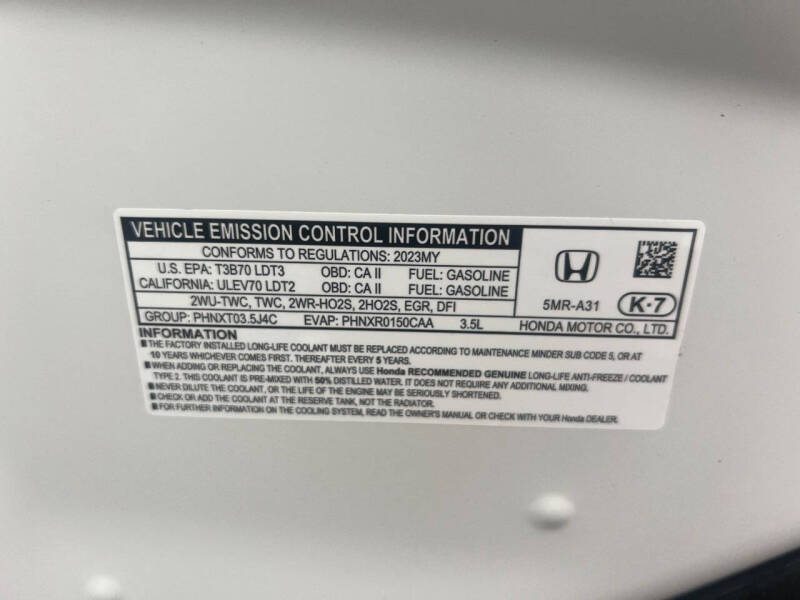 VEHICLE EMISSION CONTROL INFORMATION
CONFORMS TO REGULATIONS: 2023MY
U.S. EPA: T3B70 LDT3 OBD: CA II FUEL: GASOLINE
CALIFORNIA: ULEV70 LDT2 OBD: CA II FUEL: GASOLINE
2WU-TWC, TWC, 2WR-HO2S, 2HO2S, EGR, DFI
GROUP: PHNXT03.5J4C EVAP: PHNXR0150CAA 3.5L
5MR-A31
K·7
HONDA MOTOR CO., LTD.
INFORMATION
■THE FACTORY INSTALLED LONG-LIFE COOLANT MUST BE REPLACED ACCORDING TO MAINTENANCE MINDER SUB CODE 5, OR AT
10 YEARS WHICHEVER COMES FIRST. THEREAFTER EVERY 5 YEARS.
■WHEN ADDING OR REPLACING THE COOLANT, ALWAYS USE Honda RECOMMENDED GENUINE LONG-LIFE ANTI-FREEZE / COOLANT
TYPE 2. THIS COOLANT IS PRE-MIXED WITH 50% DISTILLED WATER. IT DOES NOT REQUIRE ANY ADDITIONAL MIXING.
■NEVER DILUTE THE COOLANT, OR THE LIFE OF THE ENGINE MAY BE SERIOUSLY SHORTENED.
■CHECK OR ADD THE COOLANT AT THE RESERVE TANK, NOT THE RADIATOR.
■FOR FURTHER INFORMATION ON THE COOLING SYSTEM, READ THE OWNER'S MANUAL OR CHECK WITH YOUR Honda DEALER.